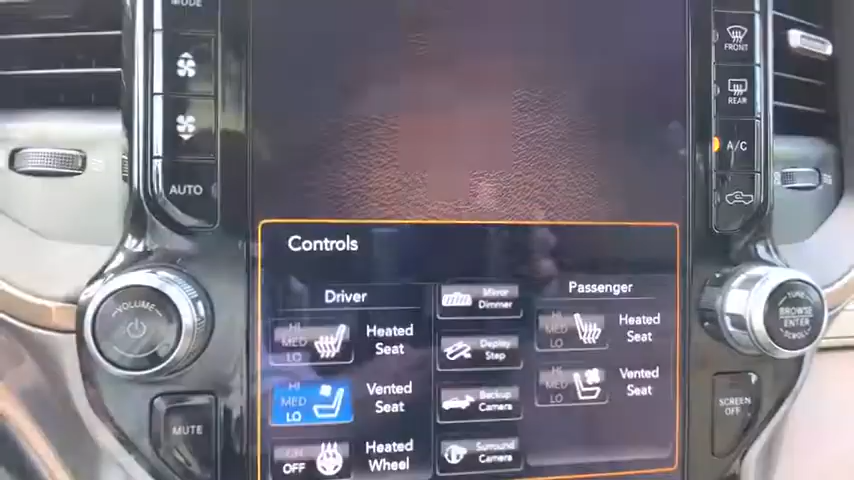 MODE
AUTO
FRONT
REAR
A/C
Controls
Driver
HI
MED
LO
Heated
Seat
HI
MED
LO
Vented
Seat
ON
OFF
Heated
Wheel
Mirror
Dimmer
Deploy
Step
Backup
Camera
Surround
Camera
Passenger
HI
MED
LO
Heated
Seat
HI
MED
LO
Vented
Seat
VOLUME
MUTE
TUNE
BROWSE
ENTER
SCROLL
SCREEN
OFF